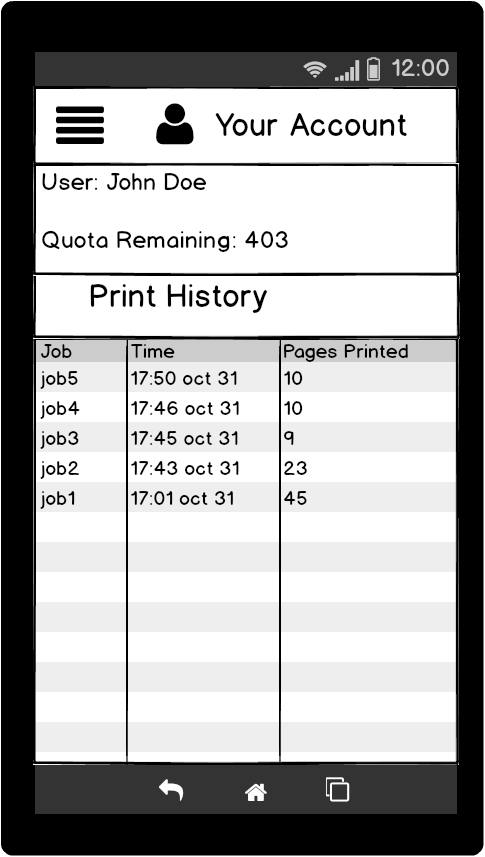 12:00
Your Account
User: John Doe
Quota Remaining: 403
Print History
Job Time Pages Printed
job5 17:50 oct 31 10
job4 17:46 oct 31 10
job3 17:45 oct 31 9
job2 17:43 oct 31 23
job1 17:01 oct 31 45